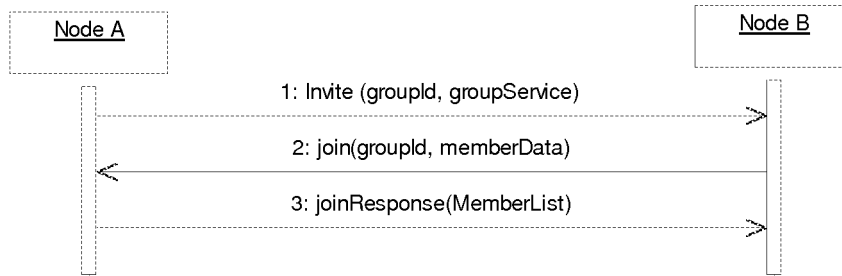 Node A
Node B
1: Invite (groupId, groupService)
2: join(groupId, memberData)
3: joinResponse(MemberList)